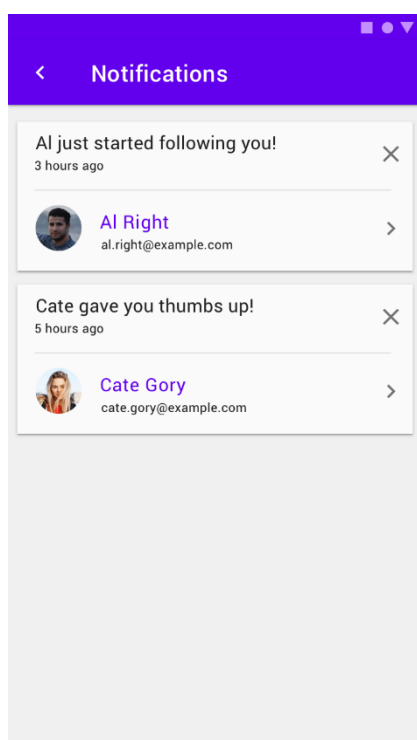 Notifications
Al just started following you!
3 hours ago
Al Right
al.right@example.com
Cate gave you thumbs up!
5 hours ago
Cate Gory
cate.gory@example.com